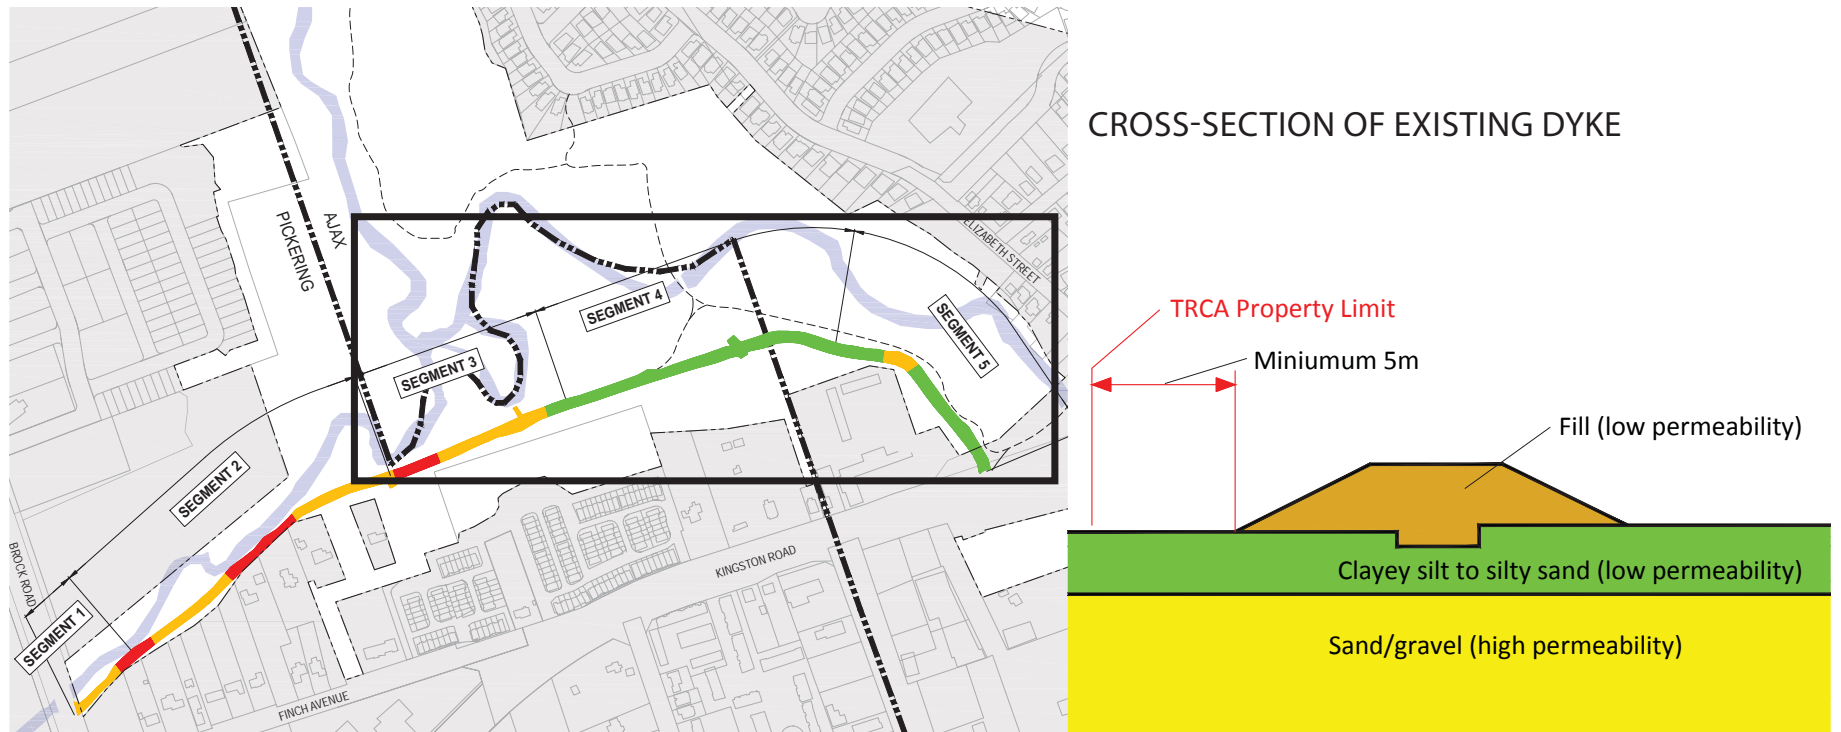 PICKERING
AJAX
ELIZABETH STREET
SEGMENT 4
SEGMENT 5
SEGMENT 3
SEGMENT 2
BROCK ROAD
SEGMENT 1
KINGSTON ROAD
FINCH AVENUE
CROSS-SECTION OF EXISTING DYKE
TRCA Property Limit
Miniumum 5m
Fill (low permeability)
Clayey silt to silty sand (low permeability)
Sand/gravel (high permeability)